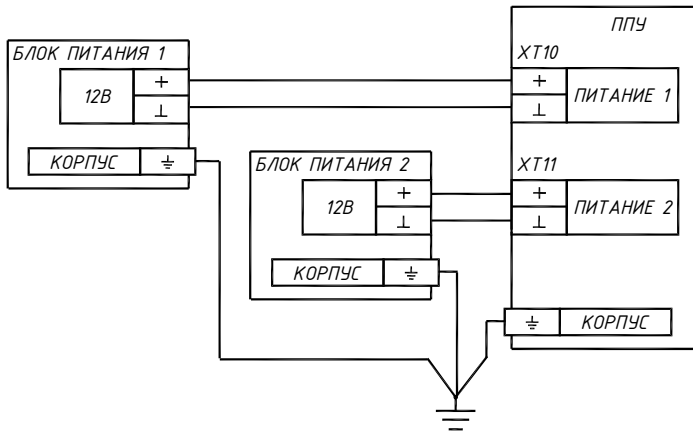 ППУ
БЛОК ПИТАНИЯ 1
XT10
12В
+
⊥
+
⊥
ПИТАНИЕ 1
КОРПУС
БЛОК ПИТАНИЯ 2
XT11
12В
+
⊥
+
⊥
ПИТАНИЕ 2
КОРПУС
КОРПУС